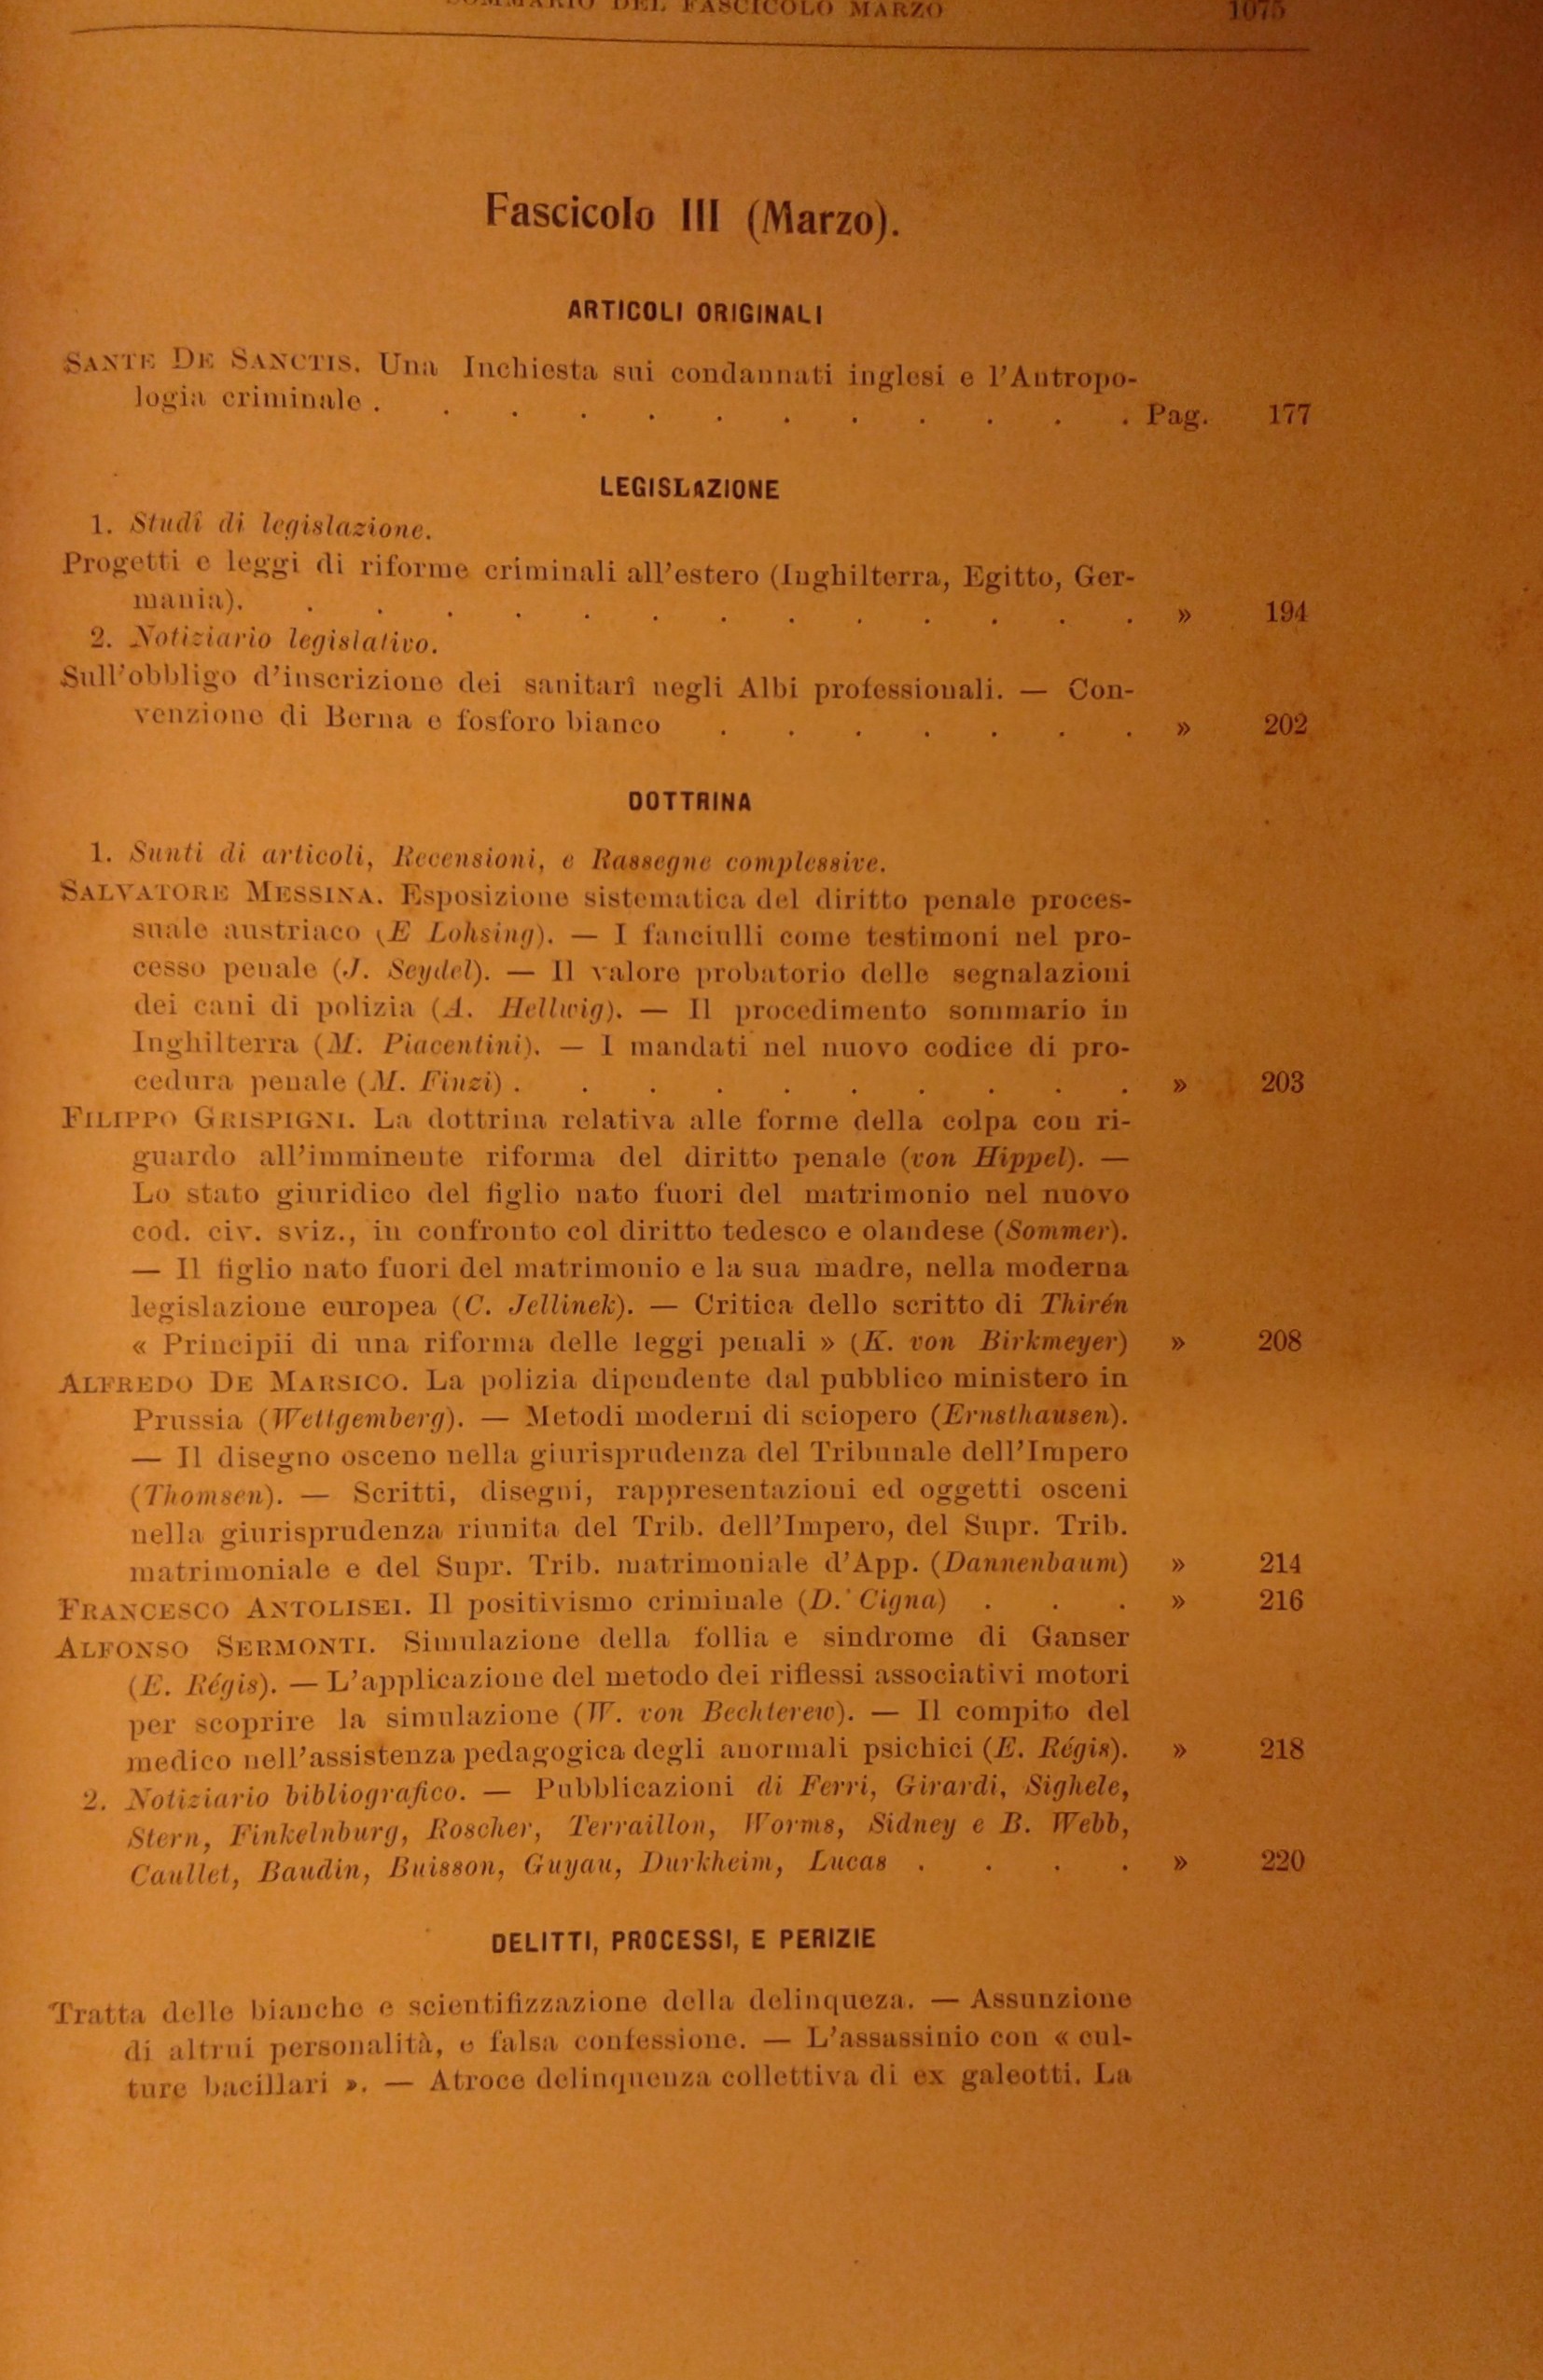 SOMMARIO DEL FASCICOLO MARZO 1075
Fascicolo III (Marzo).
ARTICOLI ORIGINALI
SANTE DE SANCTIS. Una Inchiesta sui condannati inglesi e l'Antropo-
logia criminale . . . . . . . . . . . . Pag. 177
LEGISLAZIONE
1. Studî di legislazione.
Progetti e leggi di riforme criminali all'estero (Inghilterra, Egitto, Ger-
mania). . . . . . . . . . . . . . » 194
2. Notiziario legislativo.
Sull'obbligo d'inscrizione dei sanitarî negli Albi professionali. — Con-
venzione di Berna e fosforo bianco . . . . . . . » 202
DOTTRINA
1. Sunti di articoli, Recensioni, e Rassegne complessive.
SALVATORE MESSINA. Esposizione sistematica del diritto penale proces-
suale austriaco (E Lohsing). — I fanciulli come testimoni nel pro-
cesso penale (J. Seydel). — Il valore probatorio delle segnalazioni
dei cani di polizia (A. Hellwig). — Il procedimento sommario in
Inghilterra (M. Piacentini). — I mandati nel nuovo codice di pro-
cedura penale (M. Finzi) . . . . . . . . . . » 203
FILIPPO GRISPIGNI. La dottrina relativa alle forme della colpa con ri-
guardo all'imminente riforma del diritto penale (von Hippel). —
Lo stato giuridico del figlio nato fuori del matrimonio nel nuovo
cod. civ. sviz., in confronto col diritto tedesco e olandese (Sommer).
— Il figlio nato fuori del matrimonio e la sua madre, nella moderna
legislazione europea (C. Jellinek). — Critica dello scritto di Thirén
« Principii di una riforma delle leggi penali » (K. von Birkmeyer) » 208
ALFREDO DE MARSICO. La polizia dipendente dal pubblico ministero in
Prussia (Wettgemberg). — Metodi moderni di sciopero (Ernsthausen).
— Il disegno osceno nella giurisprudenza del Tribunale dell'Impero
(Thomsen). — Scritti, disegni, rappresentazioni ed oggetti osceni
nella giurisprudenza riunita del Trib. dell'Impero, del Supr. Trib.
matrimoniale e del Supr. Trib. matrimoniale d'App. (Dannenbaum) » 214
FRANCESCO ANTOLISEI. Il positivismo criminale (D. Cigna) . . . » 216
ALFONSO SERMONTI. Simulazione della follia e sindrome di Ganser
(E. Régis). — L'applicazione del metodo dei riflessi associativi motori
per scoprire la simulazione (W. von Bechterew). — Il compito del
medico nell'assistenza pedagogica degli anormali psichici (E. Régis). » 218
2. Notiziario bibliografico. — Pubblicazioni di Ferri, Girardi, Sighele,
Stern, Finkelnburg, Roscher, Terraillon, Worms, Sidney e B. Webb,
Caullet, Baudin, Buisson, Guyau, Durkheim, Lucas . . . . » 220
DELITTI, PROCESSI, E PERIZIE
Tratta delle bianche e scientifizzazione della delinqueza. — Assunzione
di altrui personalità, e falsa confessione. — L'assassinio con « cul-
ture bacillari ». — Atroce delinquenza collettiva di ex galeotti. La